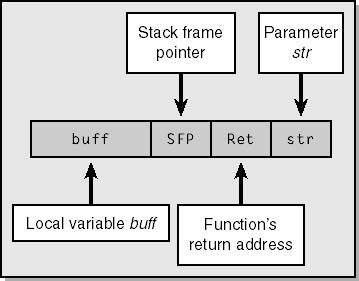 Stack frame
pointer
Parameter
str
buff
SFP
Ret
str
Local variable buff
Function's
return address